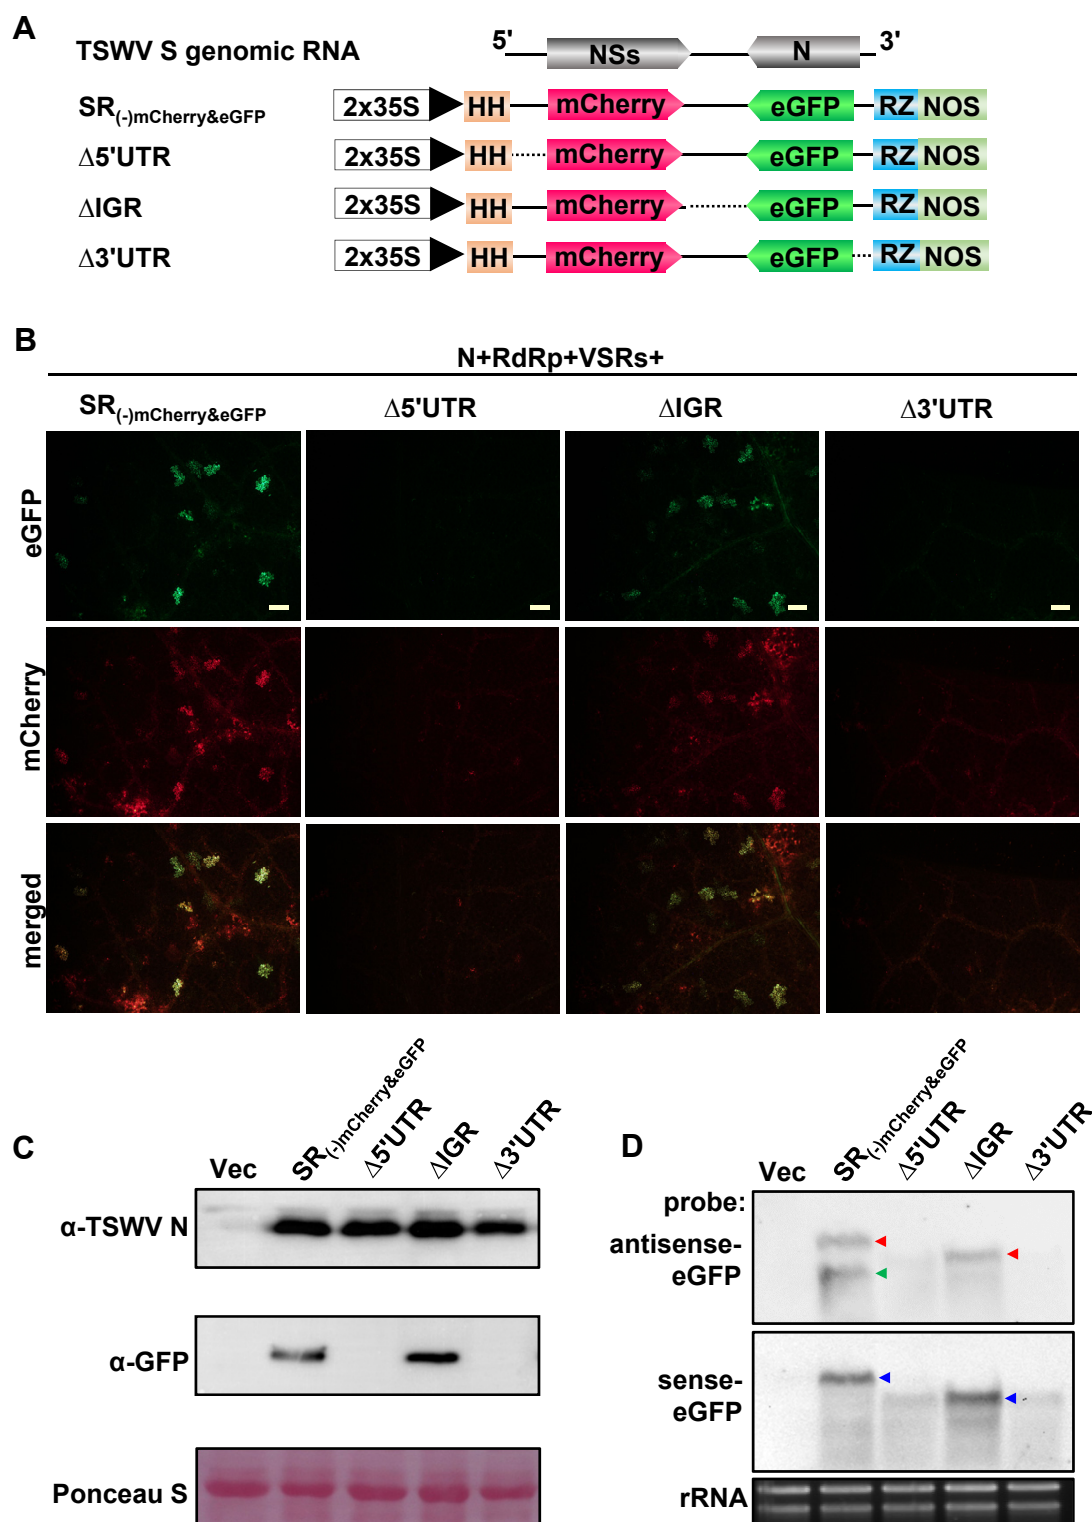 A
TSWV S genomic RNA 5' NSs N 3'
SR(-)mCherry&eGFP 2x35S HH mCherry eGFP RZ NOS
Δ5'UTR 2x35S HH mCherry eGFP RZ NOS
ΔIGR 2x35S HH mCherry eGFP RZ NOS
Δ3'UTR 2x35S HH mCherry eGFP RZ NOS
B
N+RdRp+VSRs+
SR(-)mCherry&eGFP Δ5'UTR ΔIGR Δ3'UTR
eGFP
mCherry
merged
C
Vec SR(-)mCherry&eGFP Δ5'UTR ΔIGR Δ3'UTR
α-TSWV N
α-GFP
Ponceau S
D
Vec SR(-)mCherry&eGFP Δ5'UTR ΔIGR Δ3'UTR
probe:
antisense-
eGFP
sense-
eGFP
rRNA